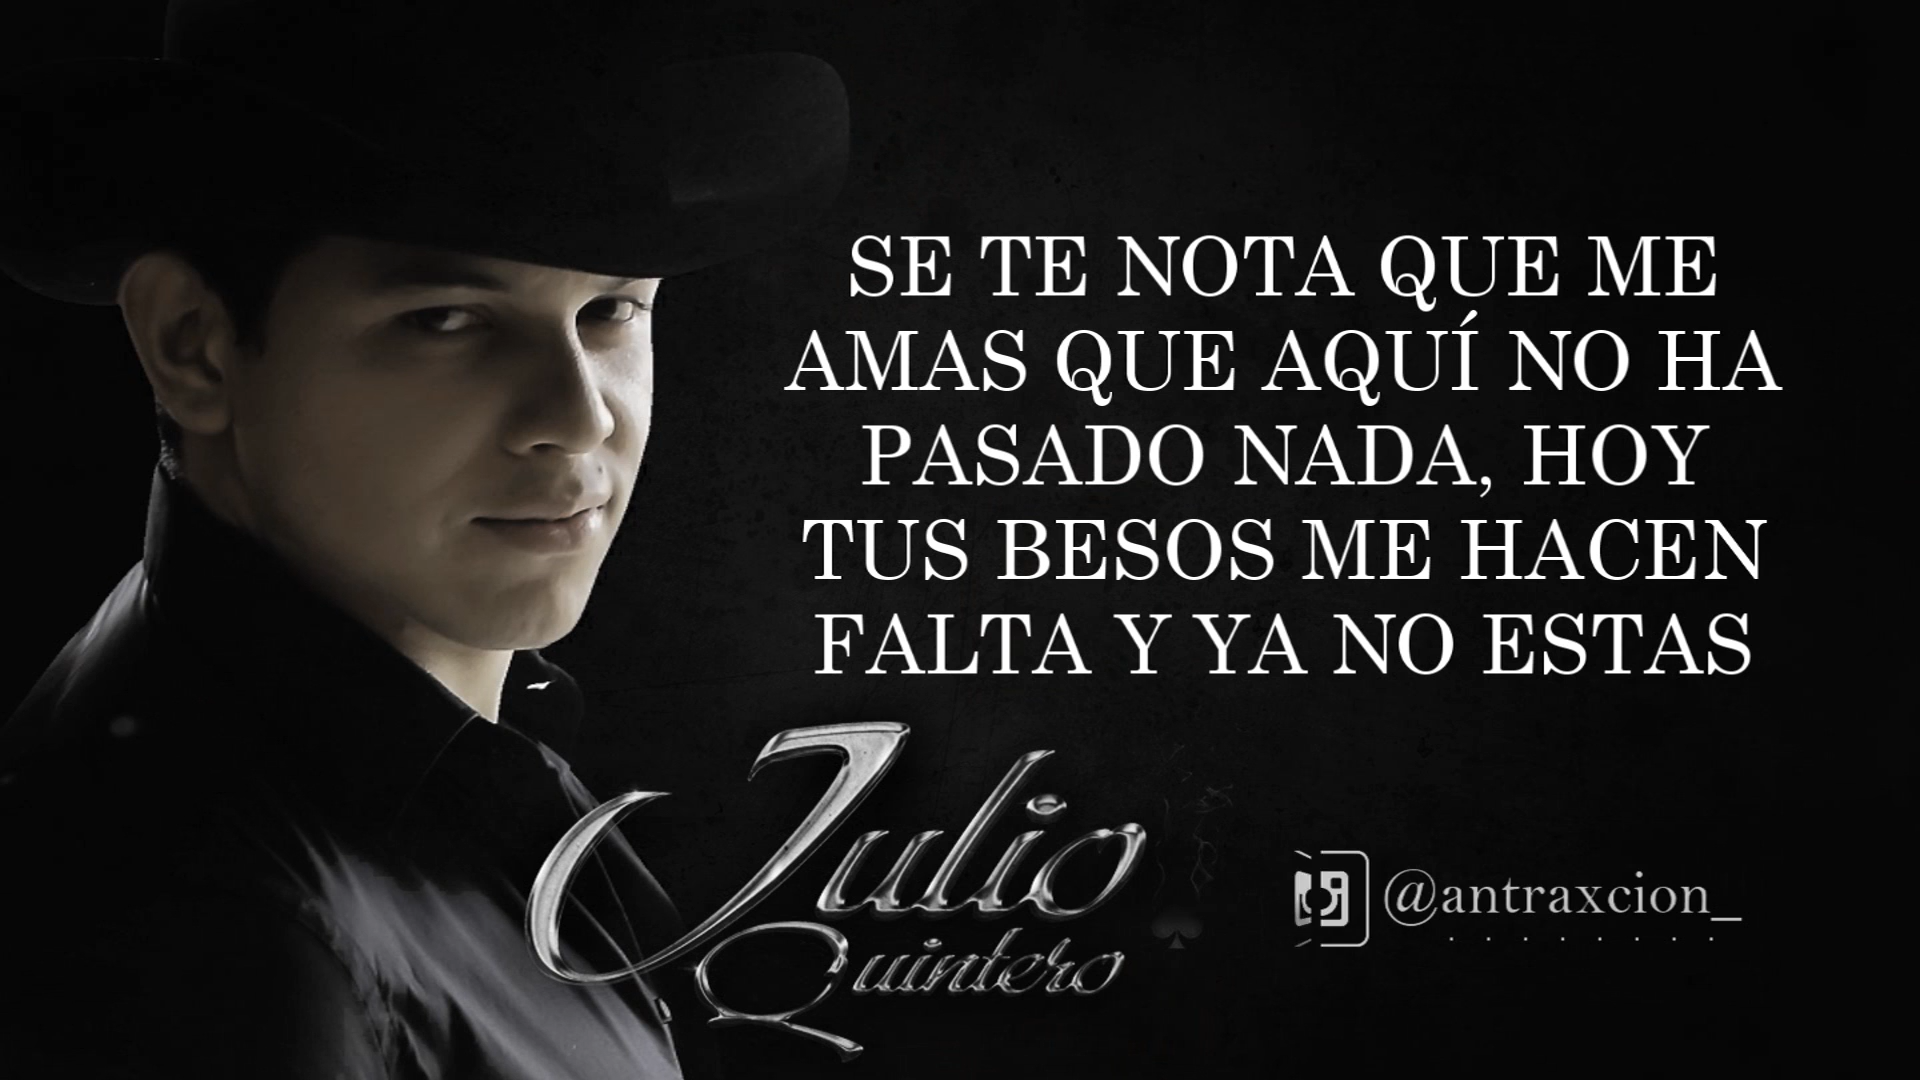 SE TE NOTA QUE ME
AMAS QUE AQUÍ NO HA
PASADO NADA, HOY
TUS BESOS ME HACEN
FALTA Y YA NO ESTAS
Julio
Quintero
@antraxcion_